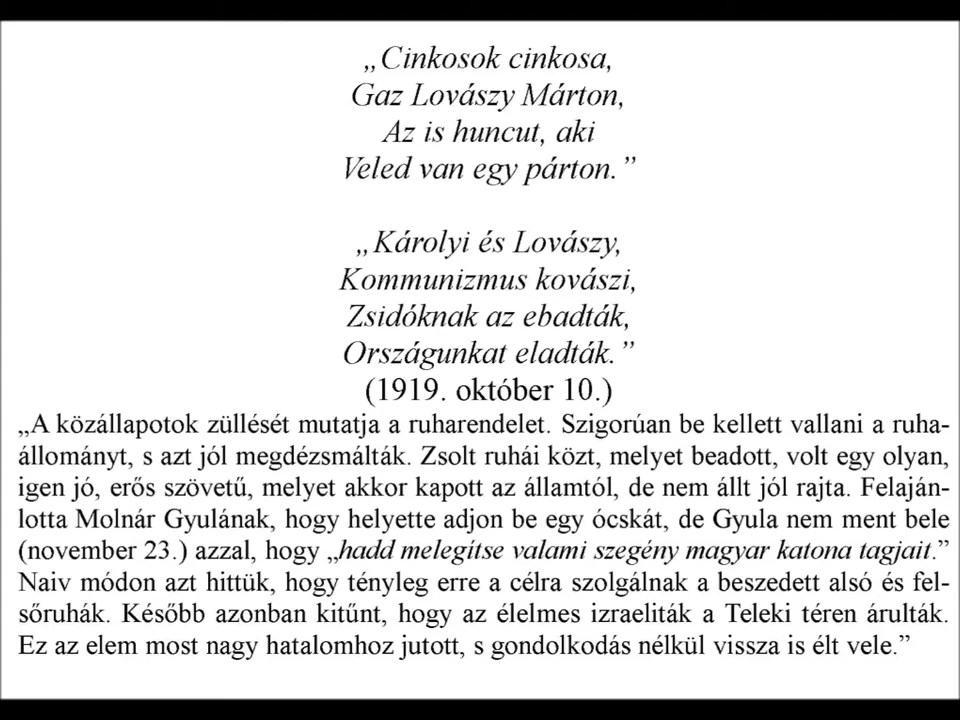 „Cinkosok cinkosa,
Gaz Lovászy Márton,
Az is huncut, aki
Veled van egy párton.”
„Károlyi és Lovászy,
Kommunizmus kovászi,
Zsidóknak az ebadták,
Országunkat eladták.”
(1919. október 10.)
„A közállapotok züllését mutatja a ruharendelet. Szigorúan be kellett vallani a ruha-
állományt, s azt jól megdézsmálták. Zsolt ruhái közt, melyet beadott, volt egy olyan,
igen jó, erős szövetű, melyet akkor kapott az államtól, de nem állt jól rajta. Felaján-
lotta Molnár Gyulának, hogy helyette adjon be egy ócskát, de Gyula nem ment bele
(november 23.) azzal, hogy „hadd melegítse valami szegény magyar katona tagjait.”
Naiv módon azt hittük, hogy tényleg erre a célra szolgálnak a beszedett alsó és fel-
sőruhák. Később azonban kitűnt, hogy az élelmes izraeliták a Teleki téren árulták.
Ez az elem most nagy hatalomhoz jutott, s gondolkodás nélkül vissza is élt vele.”